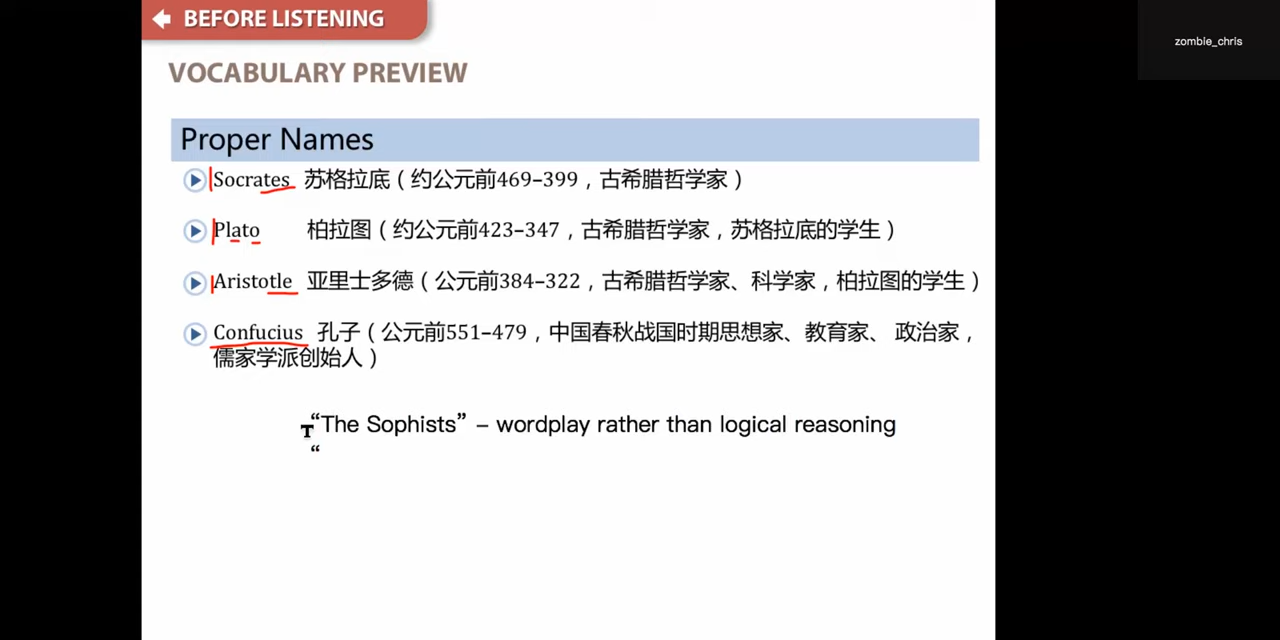 BEFORE LISTENING
zombie_chris
VOCABULARY PREVIEW
Proper Names
Socrates 苏格拉底（约公元前469–399，古希腊哲学家）
Plato 柏拉图（约公元前423–347，古希腊哲学家，苏格拉底的学生）
Aristotle 亚里士多德（公元前384–322，古希腊哲学家、科学家，柏拉图的学生）
Confucius 孔子（公元前551–479，中国春秋战国时期思想家、教育家、 政治家，
儒家学派创始人）
“The Sophists” – wordplay rather than logical reasoning
“